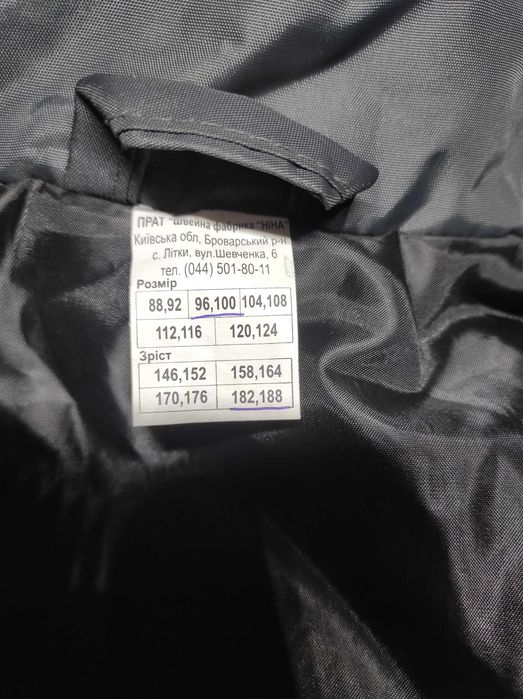 ПРАТ "Швейна фабрика "НІНА"
Київська обл, Броварський р-н
с. Літки, вул.Шевченка, 6
тел. (044) 501-80-11
Розмір
88,92 96,100 104,108
112,116 120,124
Зріст
146,152 158,164
170,176 182,188